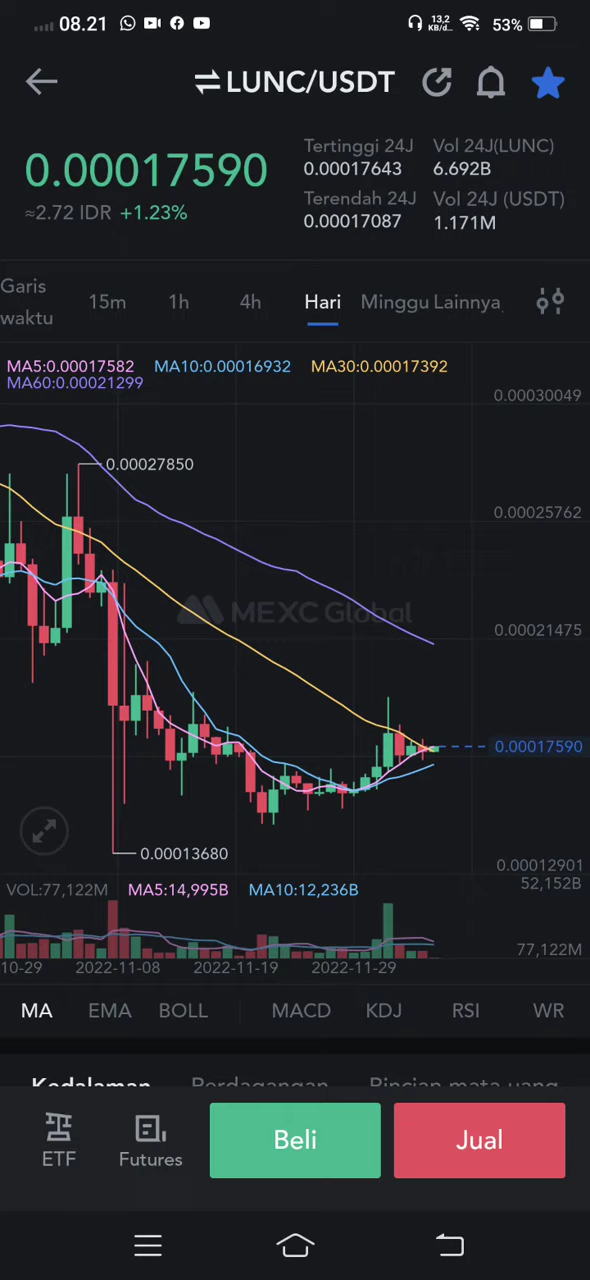 08.21
13,2
KB/d...
53%
LUNC/USDT
0.00017590
≈2.72 IDR +1.23%
Tertinggi 24J
0.00017643
Terendah 24J
0.00017087
Vol 24J(LUNC)
6.692B
Vol 24J (USDT)
1.171M
Garis waktu
15m
1h
4h
Hari
Minggu
Lainnya
MA5:0.00017582 MA10:0.00016932 MA30:0.00017392
MA60:0.00021299
0.00030049
0.00027850
0.00025762
MEXC Global
0.00021475
0.00017590
0.00013680
0.00012901
VOL:77,122M MA5:14,995B MA10:12,236B
52,152B
77,122M
10-29 2022-11-08 2022-11-19 2022-11-29
MA EMA BOLL MACD KDJ RSI WR
Kedalaman Perdagangan Rincian mata uang
ETF
Futures
Beli
Jual